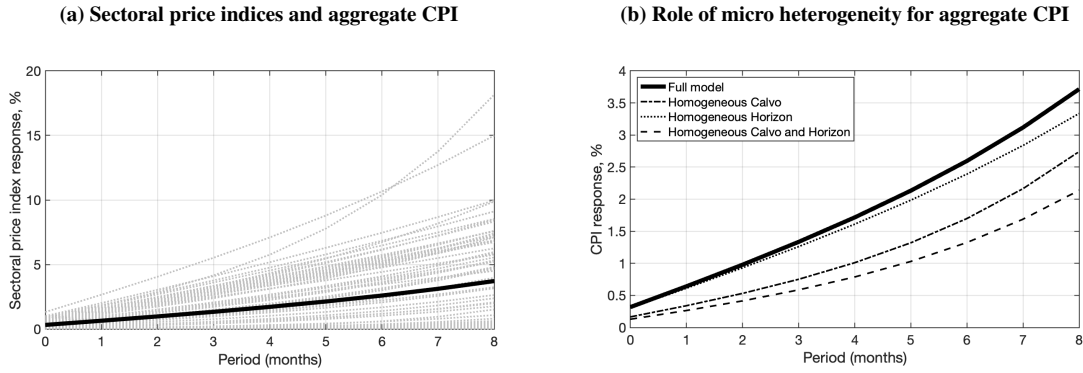 (a) Sectoral price indices and aggregate CPI
Sectoral price index response, %
20
15
10
5
0
0 1 2 3 4 5 6 7 8
Period (months)
(b) Role of micro heterogeneity for aggregate CPI
CPI response, %
4
3.5
3
2.5
2
1.5
1
0.5
0
Full model
Homogeneous Calvo
Homogeneous Horizon
Homogeneous Calvo and Horizon
0 1 2 3 4 5 6 7 8
Period (months)